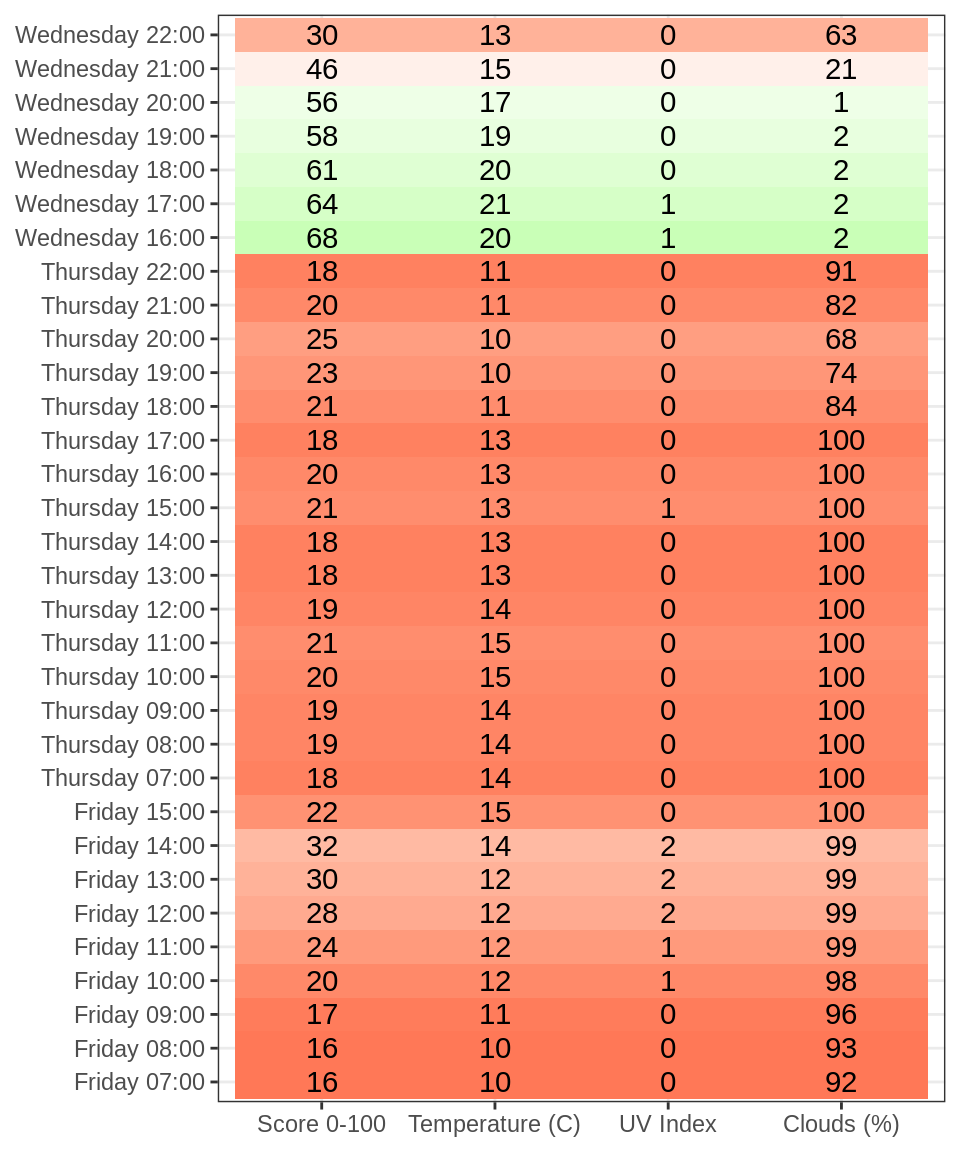 Wednesday 22:00 30 13 0 63
Wednesday 21:00 46 15 0 21
Wednesday 20:00 56 17 0 1
Wednesday 19:00 58 19 0 2
Wednesday 18:00 61 20 0 2
Wednesday 17:00 64 21 1 2
Wednesday 16:00 68 20 1 2
Thursday 22:00 18 11 0 91
Thursday 21:00 20 11 0 82
Thursday 20:00 25 10 0 68
Thursday 19:00 23 10 0 74
Thursday 18:00 21 11 0 84
Thursday 17:00 18 13 0 100
Thursday 16:00 20 13 0 100
Thursday 15:00 21 13 1 100
Thursday 14:00 18 13 0 100
Thursday 13:00 18 13 0 100
Thursday 12:00 19 14 0 100
Thursday 11:00 21 15 0 100
Thursday 10:00 20 15 0 100
Thursday 09:00 19 14 0 100
Thursday 08:00 19 14 0 100
Thursday 07:00 18 14 0 100
Friday 15:00 22 15 0 100
Friday 14:00 32 14 2 99
Friday 13:00 30 12 2 99
Friday 12:00 28 12 2 99
Friday 11:00 24 12 1 99
Friday 10:00 20 12 1 98
Friday 09:00 17 11 0 96
Friday 08:00 16 10 0 93
Friday 07:00 16 10 0 92
Score 0-100 Temperature (C) UV Index Clouds (%)